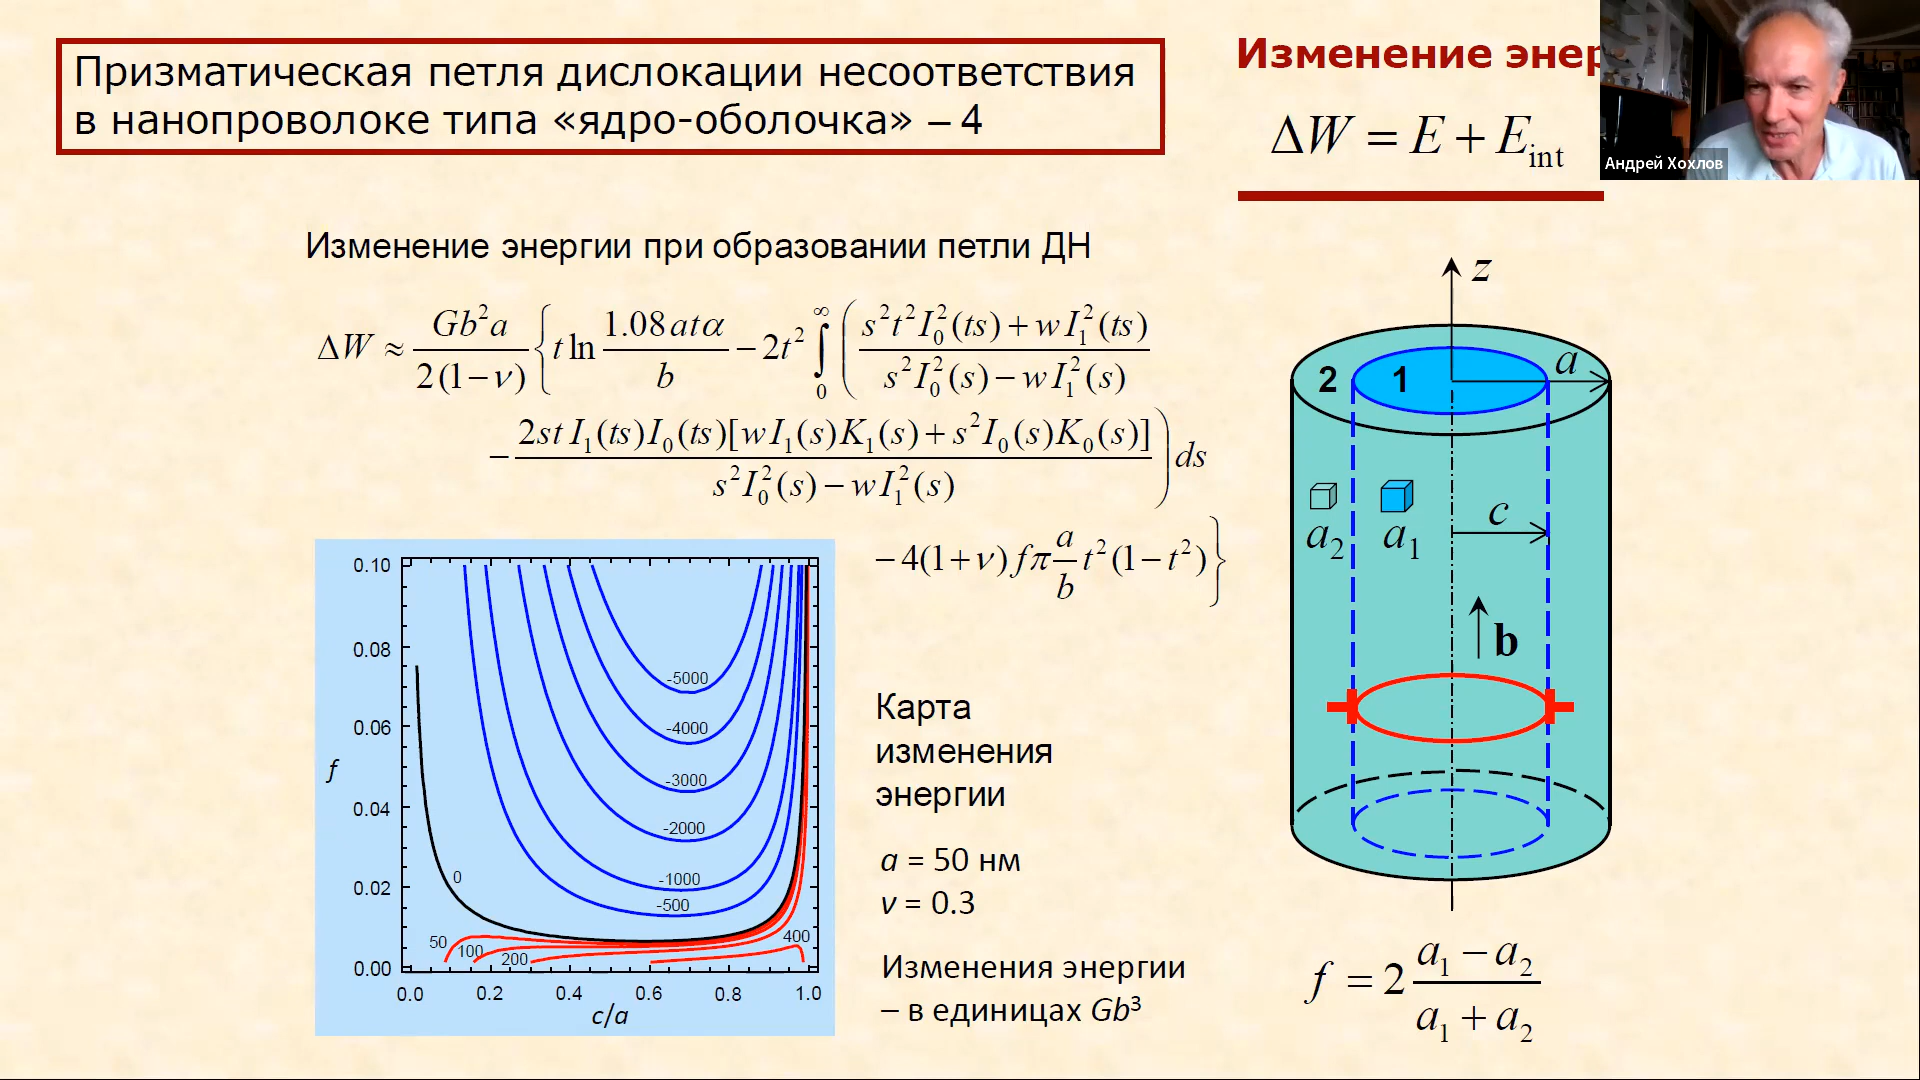 Призматическая петля дислокации несоответствия
в нанопроволоке типа «ядро-оболочка» – 4
Изменение энер
ΔW = E + E_int
Андрей Хохлов
Изменение энергии при образовании петли ДН
ΔW ≈ Gb²a / 2(1−ν) { t ln 1.08atα / b − 2t² ∫₀^∞ ( s²t²I₀²(ts) + wI₁²(ts) / s²I₀²(s) − wI₁²(s)
− 2st I₁(ts)I₀(ts)[wI₁(s)K₁(s) + s²I₀(s)K₀(s)] / s²I₀²(s) − wI₁²(s) ) ds
− 4(1+ν) fπ a/b t²(1−t²) }
0.10
0.08
0.06
0.04
0.02
0.00
f
-5000
-4000
-3000
-2000
-1000
-500
0
50
100
200
400
0.0 0.2 0.4 0.6 0.8 1.0
c/a
Карта
изменения
энергии
a = 50 нм
ν = 0.3
Изменения энергии
– в единицах Gb³
z
a
2 1
c
a₂ a₁
b
f = 2 a₁ − a₂ / a₁ + a₂